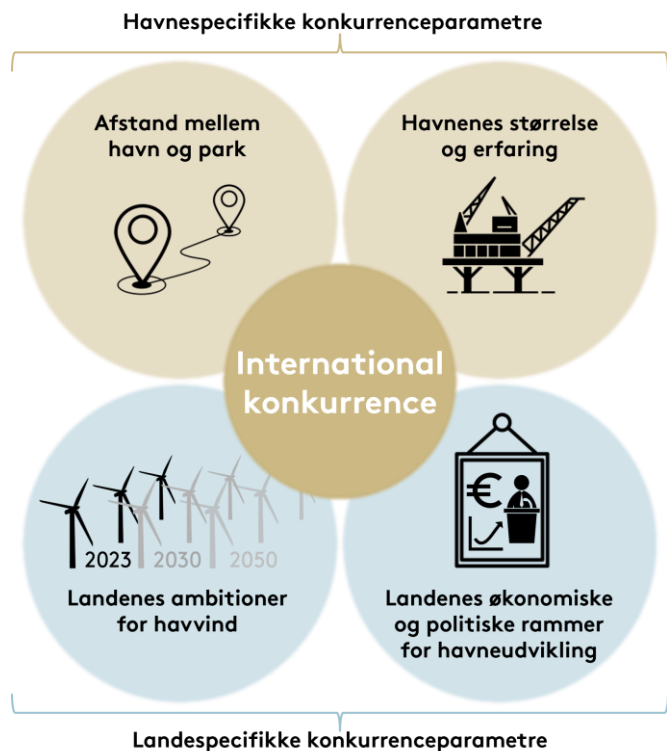 Havnespecifikke konkurrenceparametre
Afstand mellem
havn og park
Havnenes størrelse
og erfaring
International
konkurrence
2023 2030 2050
Landenes ambitioner
for havvind
€
Landenes økonomiske
og politiske rammer
for havneudvikling
Landespecifikke konkurrenceparametre